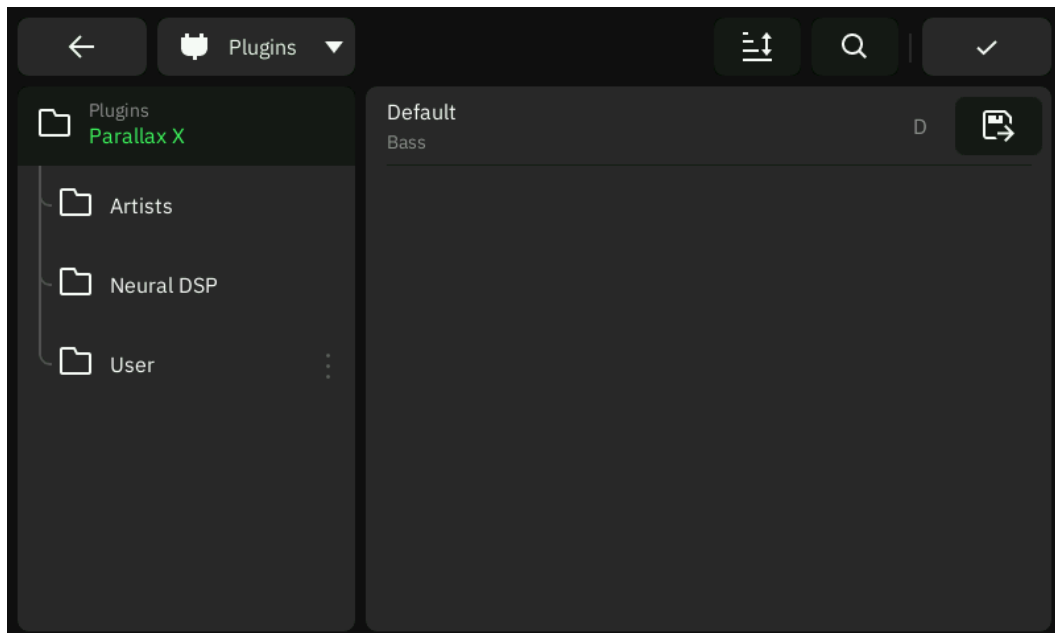 Plugins
Plugins
Parallax X
Artists
Neural DSP
User
Default
Bass
D